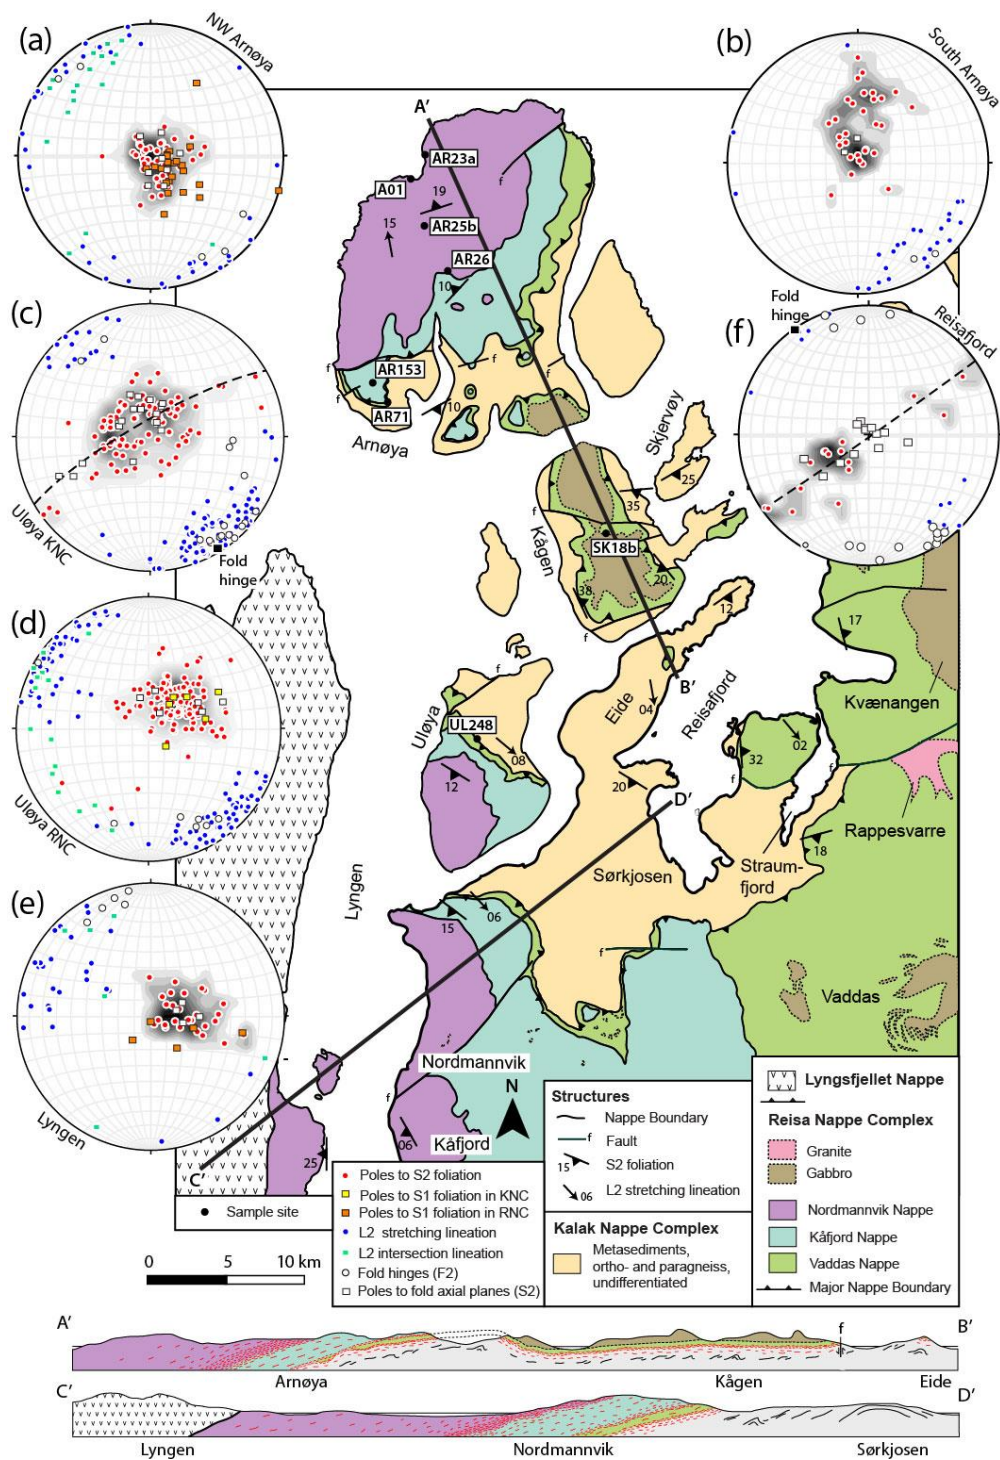 (a)
NW Arnøya
(b)
South Arnøya
(c)
Uløya KNC
Fold
hinge
(d)
Uløya RNC
(e)
Lyngen
(f)
Reisafjord
Fold
hinge
A'
AR23a
A01
19
15
AR25b
AR26
10
f
f
f
AR153
AR71
10
f
Arnøya
Skjervøy
25
35
f
Kågen
SK18b
38
20
f
12
B'
f
Eide
04
Reisafjord
17
Kvænangen
f
Uløya
UL248
08
12
20
D'
32
02
f
f
Rappesvarre
18
Straum-
fjord
Sørkjosen
Lyngen
06
15
f
Vaddas
Nordmannvik
f
06
Kåfjord
N
C'
25
Sample site
0 5 10 km
Poles to S2 foliation
Poles to S1 foliation in KNC
Poles to S1 foliation in RNC
L2 stretching lineation
L2 intersection lineation
Fold hinges (F2)
Poles to fold axial planes (S2)
Structures
Nappe Boundary
f Fault
15 S2 foliation
06 L2 stretching lineation
Kalak Nappe Complex
Metasediments,
ortho- and paragneiss,
undifferentiated
Lyngsfjellet Nappe
Reisa Nappe Complex
Granite
Gabbro
Nordmannvik Nappe
Kåfjord Nappe
Vaddas Nappe
Major Nappe Boundary
A' f B'
Arnøya Kågen Eide
C' D'
Lyngen Nordmannvik Sørkjosen